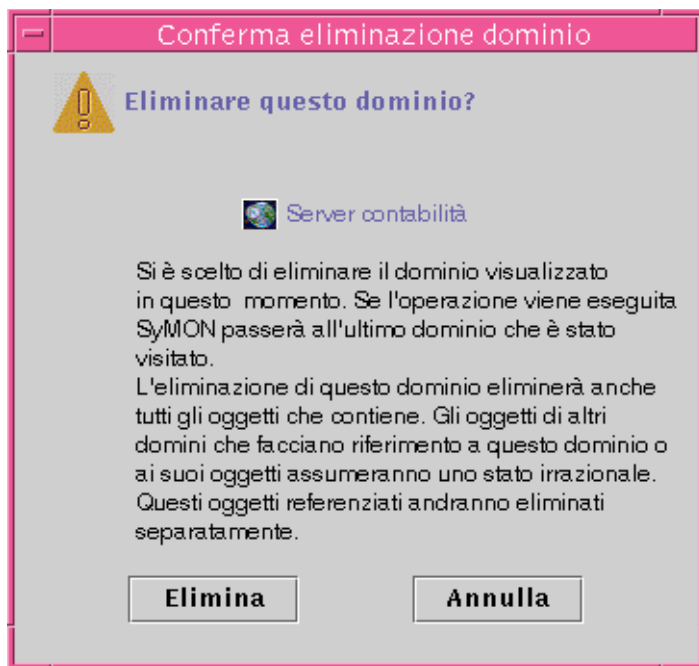 Conferma eliminazione dominio
Eliminare questo dominio?
Server contabilità
Si è scelto di eliminare il dominio visualizzato
in questo momento. Se l'operazione viene eseguita
SyMON passerà all'ultimo dominio che è stato
visitato.
L'eliminazione di questo dominio eliminerà anche
tutti gli oggetti che contiene. Gli oggetti di altri
domini che facciano riferimento a questo dominio o
ai suoi oggetti assumeranno uno stato irrazionale.
Questi oggetti referenziati andranno eliminati
separatamente.
Elimina
Annulla